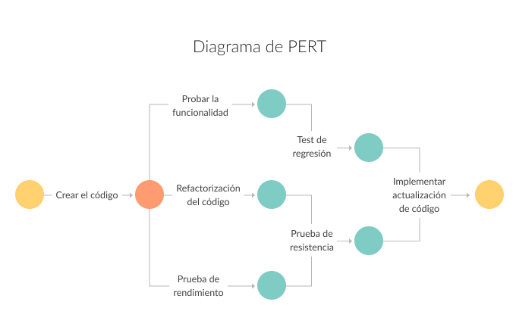 Diagrama de PERT
Probar la
funcionalidad
Test de
regresión
Crear el código
Refactorización
del código
Implementar
actualización
de código
Prueba de
resistencia
Prueba de
rendimiento